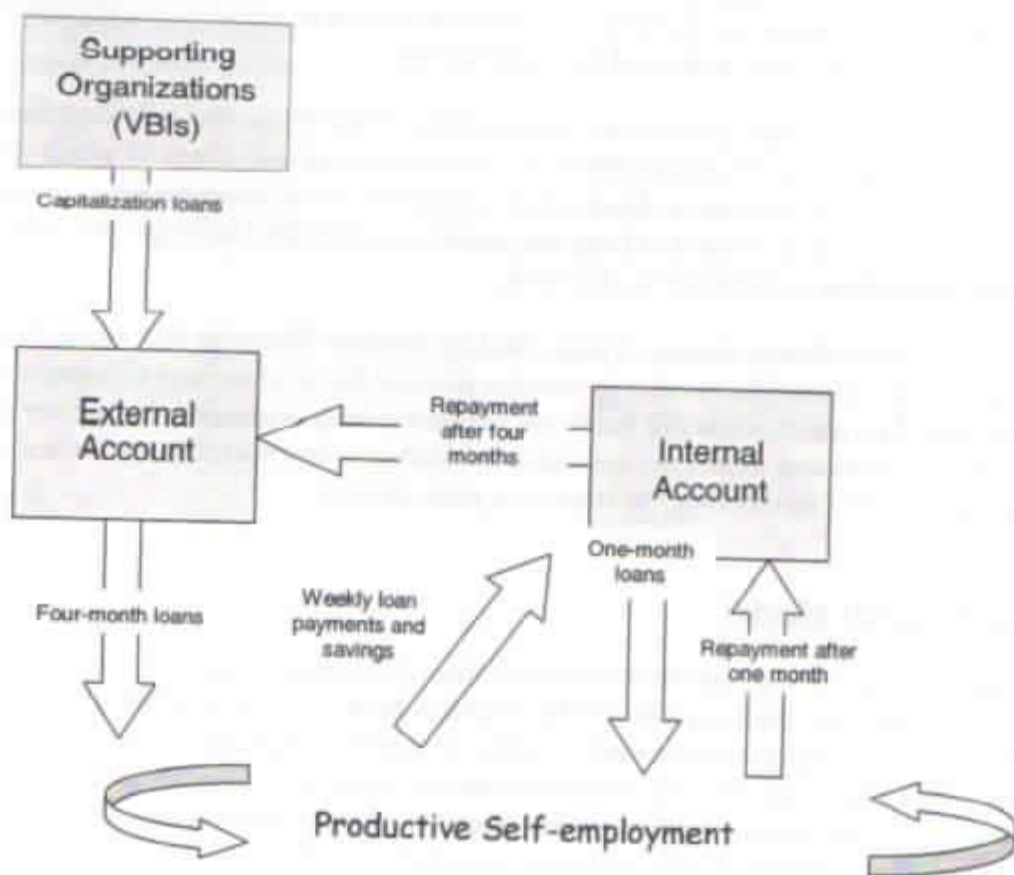 Supporting
Organizations
(VBIs)
Capitalization loans
External
Account
Repayment
after four
months
Internal
Account
Four-month loans
Weekly loan
payments and
savings
One-month
loans
Repayment after
one month
Productive Self-employment